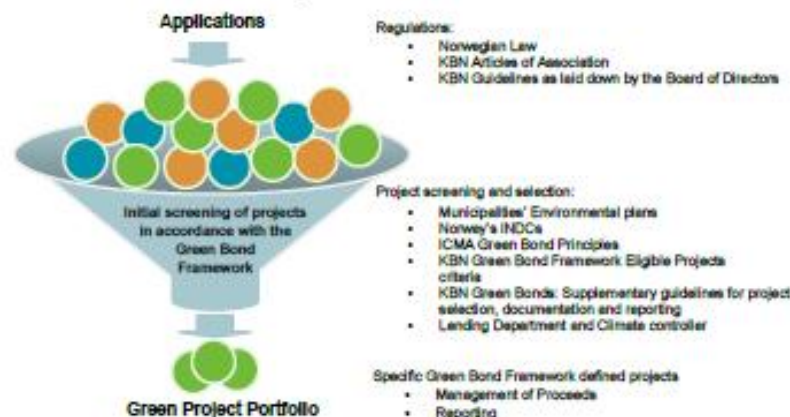 Applications
Regulations:
• Norwegian Law
• KBN Articles of Association
• KBN Guidelines as laid down by the Board of Directors
Initial screening of projects
in accordance with the
Green Bond
Framework
Project screening and selection:
• Municipalities' Environmental plans
• Norway's INDCs
• ICMA Green Bond Principles
• KBN Green Bond Framework Eligible Projects
criteria
• KBN Green Bonds: Supplementary guidelines for project
selection, documentation and reporting
• Lending Department and Climate controller
Green Project Portfolio
Specific Green Bond Framework defined projects
• Management of Proceeds
• Reporting